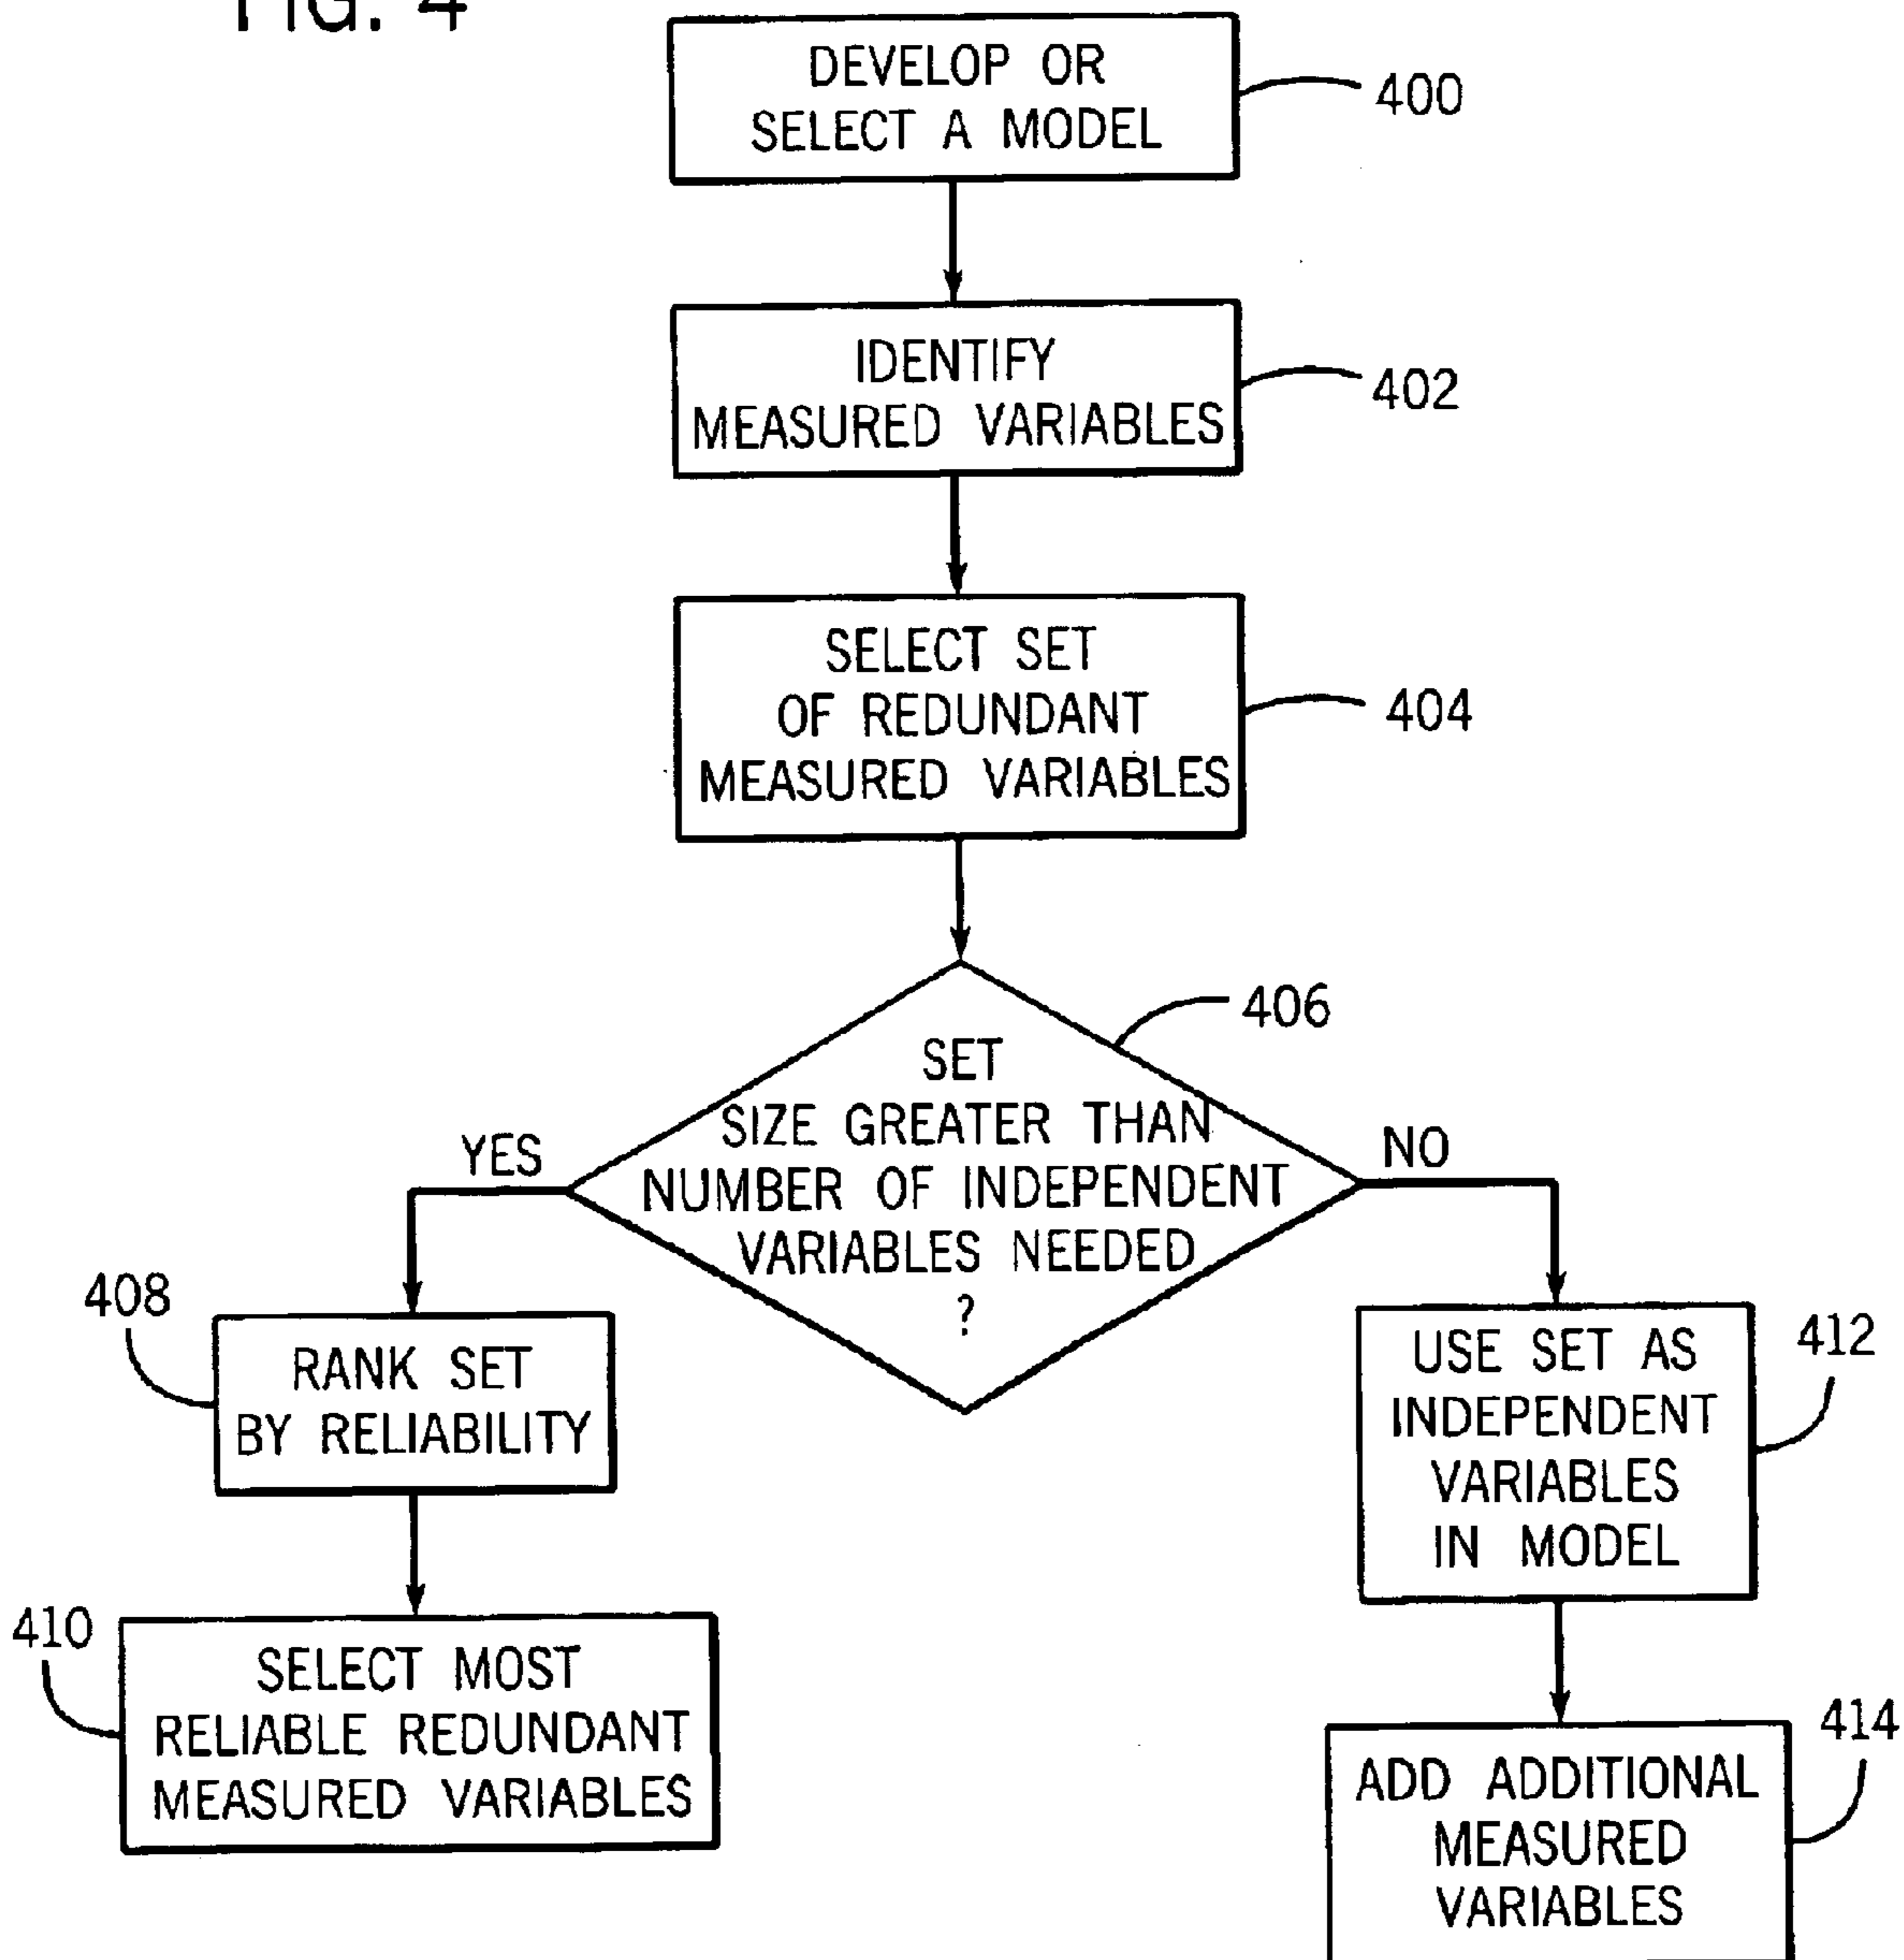 FIG. 4
DEVELOP OR
SELECT A MODEL
400
IDENTIFY
MEASURED VARIABLES
402
SELECT SET
OF REDUNDANT
MEASURED VARIABLES
404
406
SET
SIZE GREATER THAN
NUMBER OF INDEPENDENT
VARIABLES NEEDED
?
YES
NO
408
RANK SET
BY RELIABILITY
410
SELECT MOST
RELIABLE REDUNDANT
MEASURED VARIABLES
USE SET AS
INDEPENDENT
VARIABLES
IN MODEL
412
ADD ADDITIONAL
MEASURED
VARIABLES
414